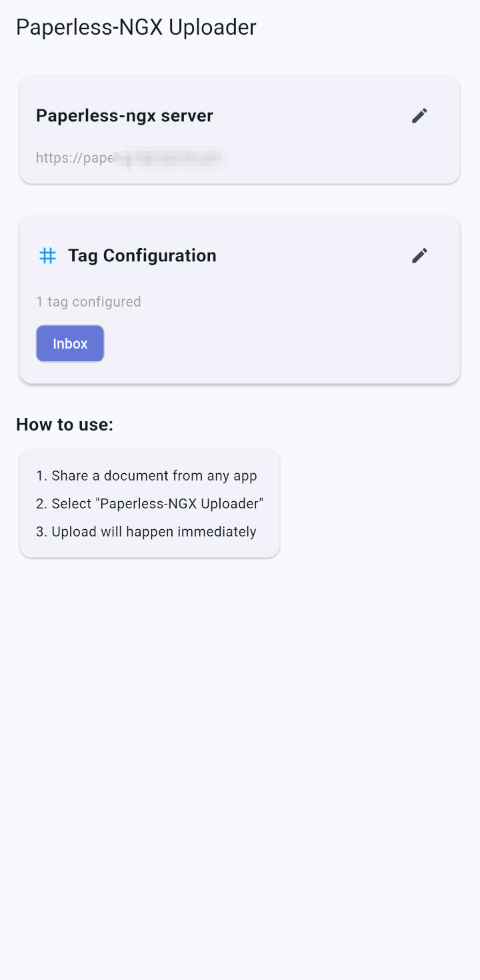 Paperless-NGX Uploader
Paperless-ngx server
https://pape
Tag Configuration
1 tag configured
Inbox
How to use:
1. Share a document from any app
2. Select "Paperless-NGX Uploader"
3. Upload will happen immediately